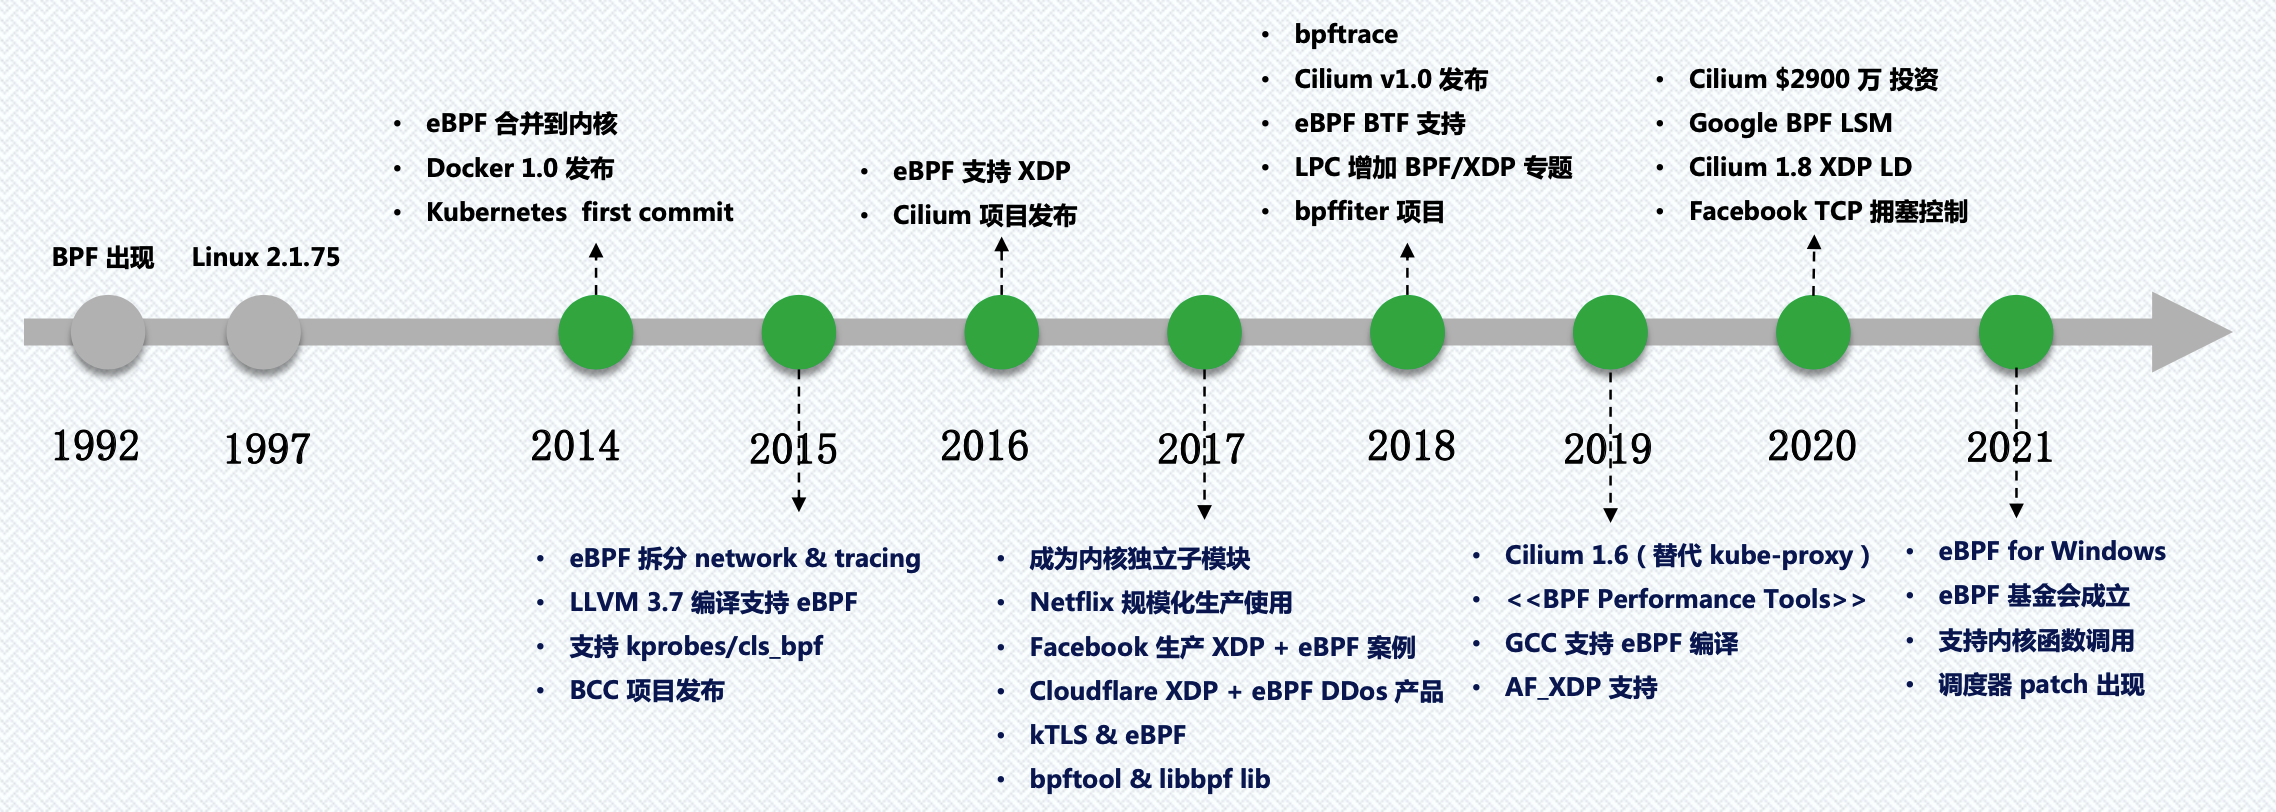 BPF 出现
Linux 2.1.75
• eBPF 合并到内核
• Docker 1.0 发布
• Kubernetes  first commit
• eBPF 支持 XDP
• Cilium 项目发布
• bpftrace
• Cilium v1.0 发布
• eBPF BTF 支持
• LPC 增加 BPF/XDP 专题
• bpffiter 项目
• Cilium $2900 万 投资
• Google BPF LSM
• Cilium 1.8 XDP LD
• Facebook TCP 拥塞控制
1992
1997
2014
2015
2016
2017
2018
2019
2020
2021
• eBPF 拆分 network & tracing
• LLVM 3.7 编译支持 eBPF
• 支持 kprobes/cls_bpf
• BCC 项目发布
• 成为内核独立子模块
• Netflix 规模化生产使用
• Facebook 生产 XDP + eBPF 案例
• Cloudflare XDP + eBPF DDos 产品
• kTLS & eBPF
• bpftool & libbpf lib
• Cilium 1.6（替代 kube-proxy）
• <<BPF Performance Tools>>
• GCC 支持 eBPF 编译
• AF_XDP 支持
• eBPF for Windows
• eBPF 基金会成立
• 支持内核函数调用
• 调度器 patch 出现